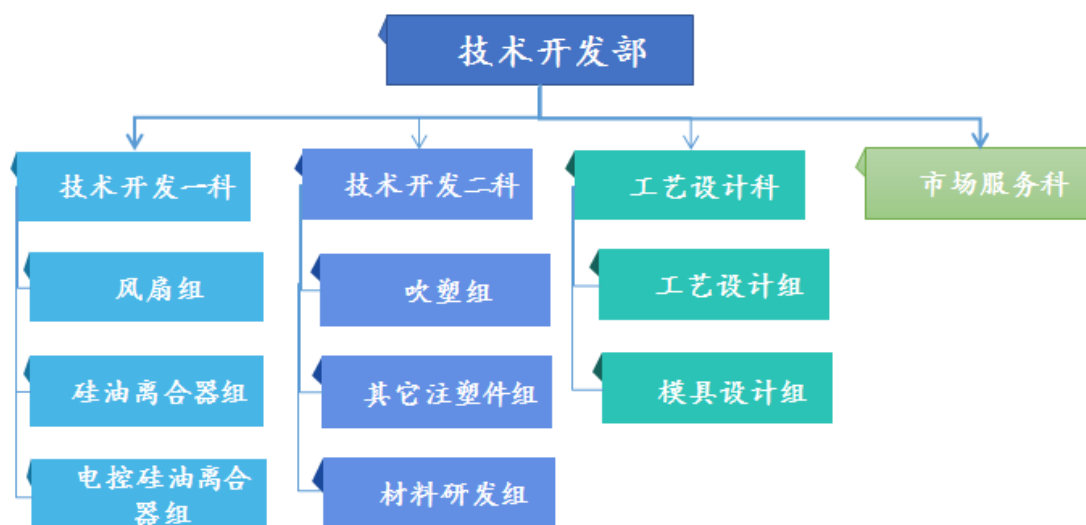 技术开发部
技术开发一科
技术开发二科
工艺设计科
市场服务科
风扇组
吹塑组
工艺设计组
硅油离合器组
其它注塑件组
模具设计组
电控硅油离合
器组
材料研发组